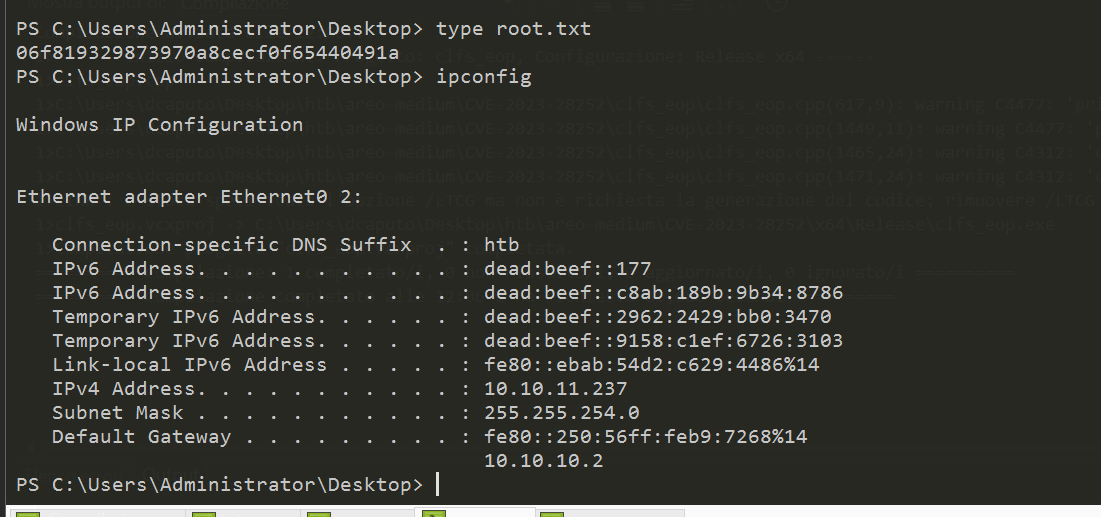 PS C:\Users\Administrator\Desktop> type root.txt
06f819329873970a8cecf0f65440491a
PS C:\Users\Administrator\Desktop> ipconfig
Windows IP Configuration
Ethernet adapter Ethernet0 2:
Connection-specific DNS Suffix . : htb
IPv6 Address. . . . . . . . . . . : dead:beef::177
IPv6 Address. . . . . . . . . . . : dead:beef::c8ab:189b:9b34:8786
Temporary IPv6 Address. . . . . . : dead:beef::2962:2429:bb0:3470
Temporary IPv6 Address. . . . . . : dead:beef::9158:c1ef:6726:3103
Link-local IPv6 Address . . . . . : fe80::ebab:54d2:c629:4486%14
IPv4 Address. . . . . . . . . . . : 10.10.11.237
Subnet Mask . . . . . . . . . . . : 255.255.254.0
Default Gateway . . . . . . . . . : fe80::250:56ff:feb9:7268%14
10.10.10.2
PS C:\Users\Administrator\Desktop>